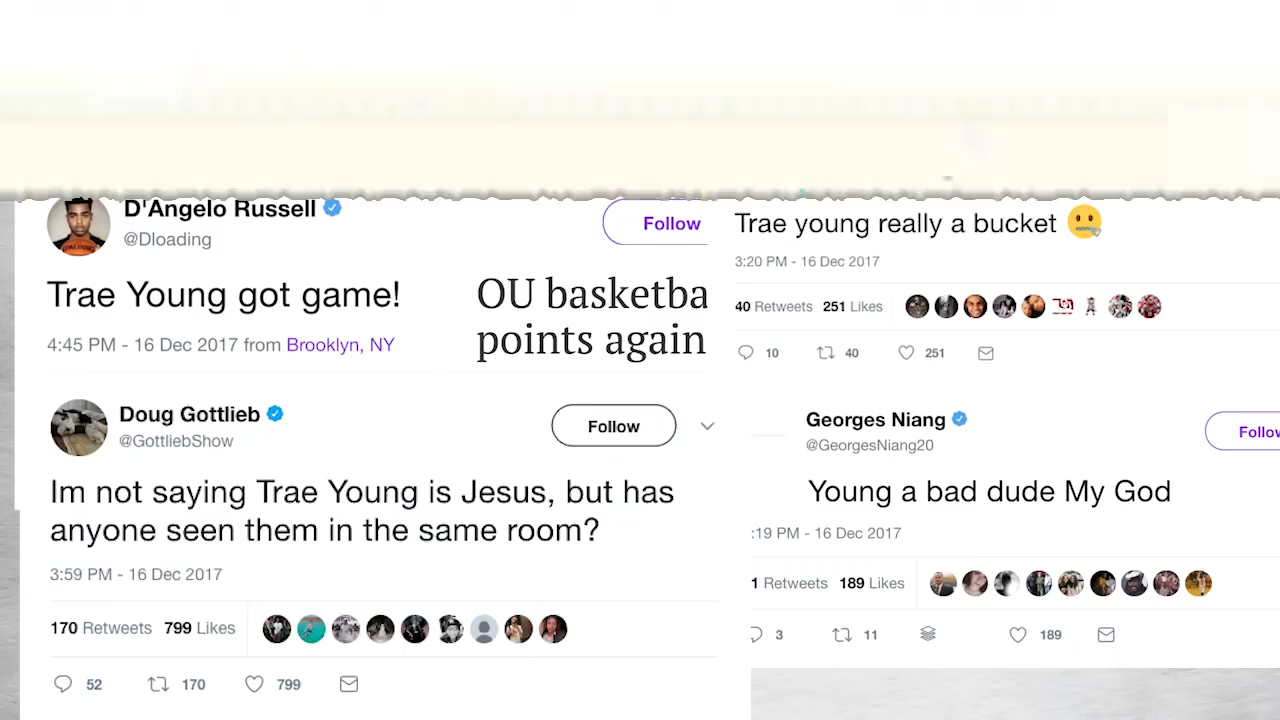 D'Angelo Russell
@Dloading
Follow
Trae Young got game!
4:45 PM - 16 Dec 2017 from Brooklyn, NY
OU basketba
points again
Trae young really a bucket
3:20 PM - 16 Dec 2017
40 Retweets 251 Likes
10 40 251
Doug Gottlieb
@GottliebShow
Follow
Im not saying Trae Young is Jesus, but has
anyone seen them in the same room?
3:59 PM - 16 Dec 2017
170 Retweets 799 Likes
52 170 799
Georges Niang
@GeorgesNiang20
Follow
Young a bad dude My God
:19 PM - 16 Dec 2017
1 Retweets 189 Likes
3 11 189